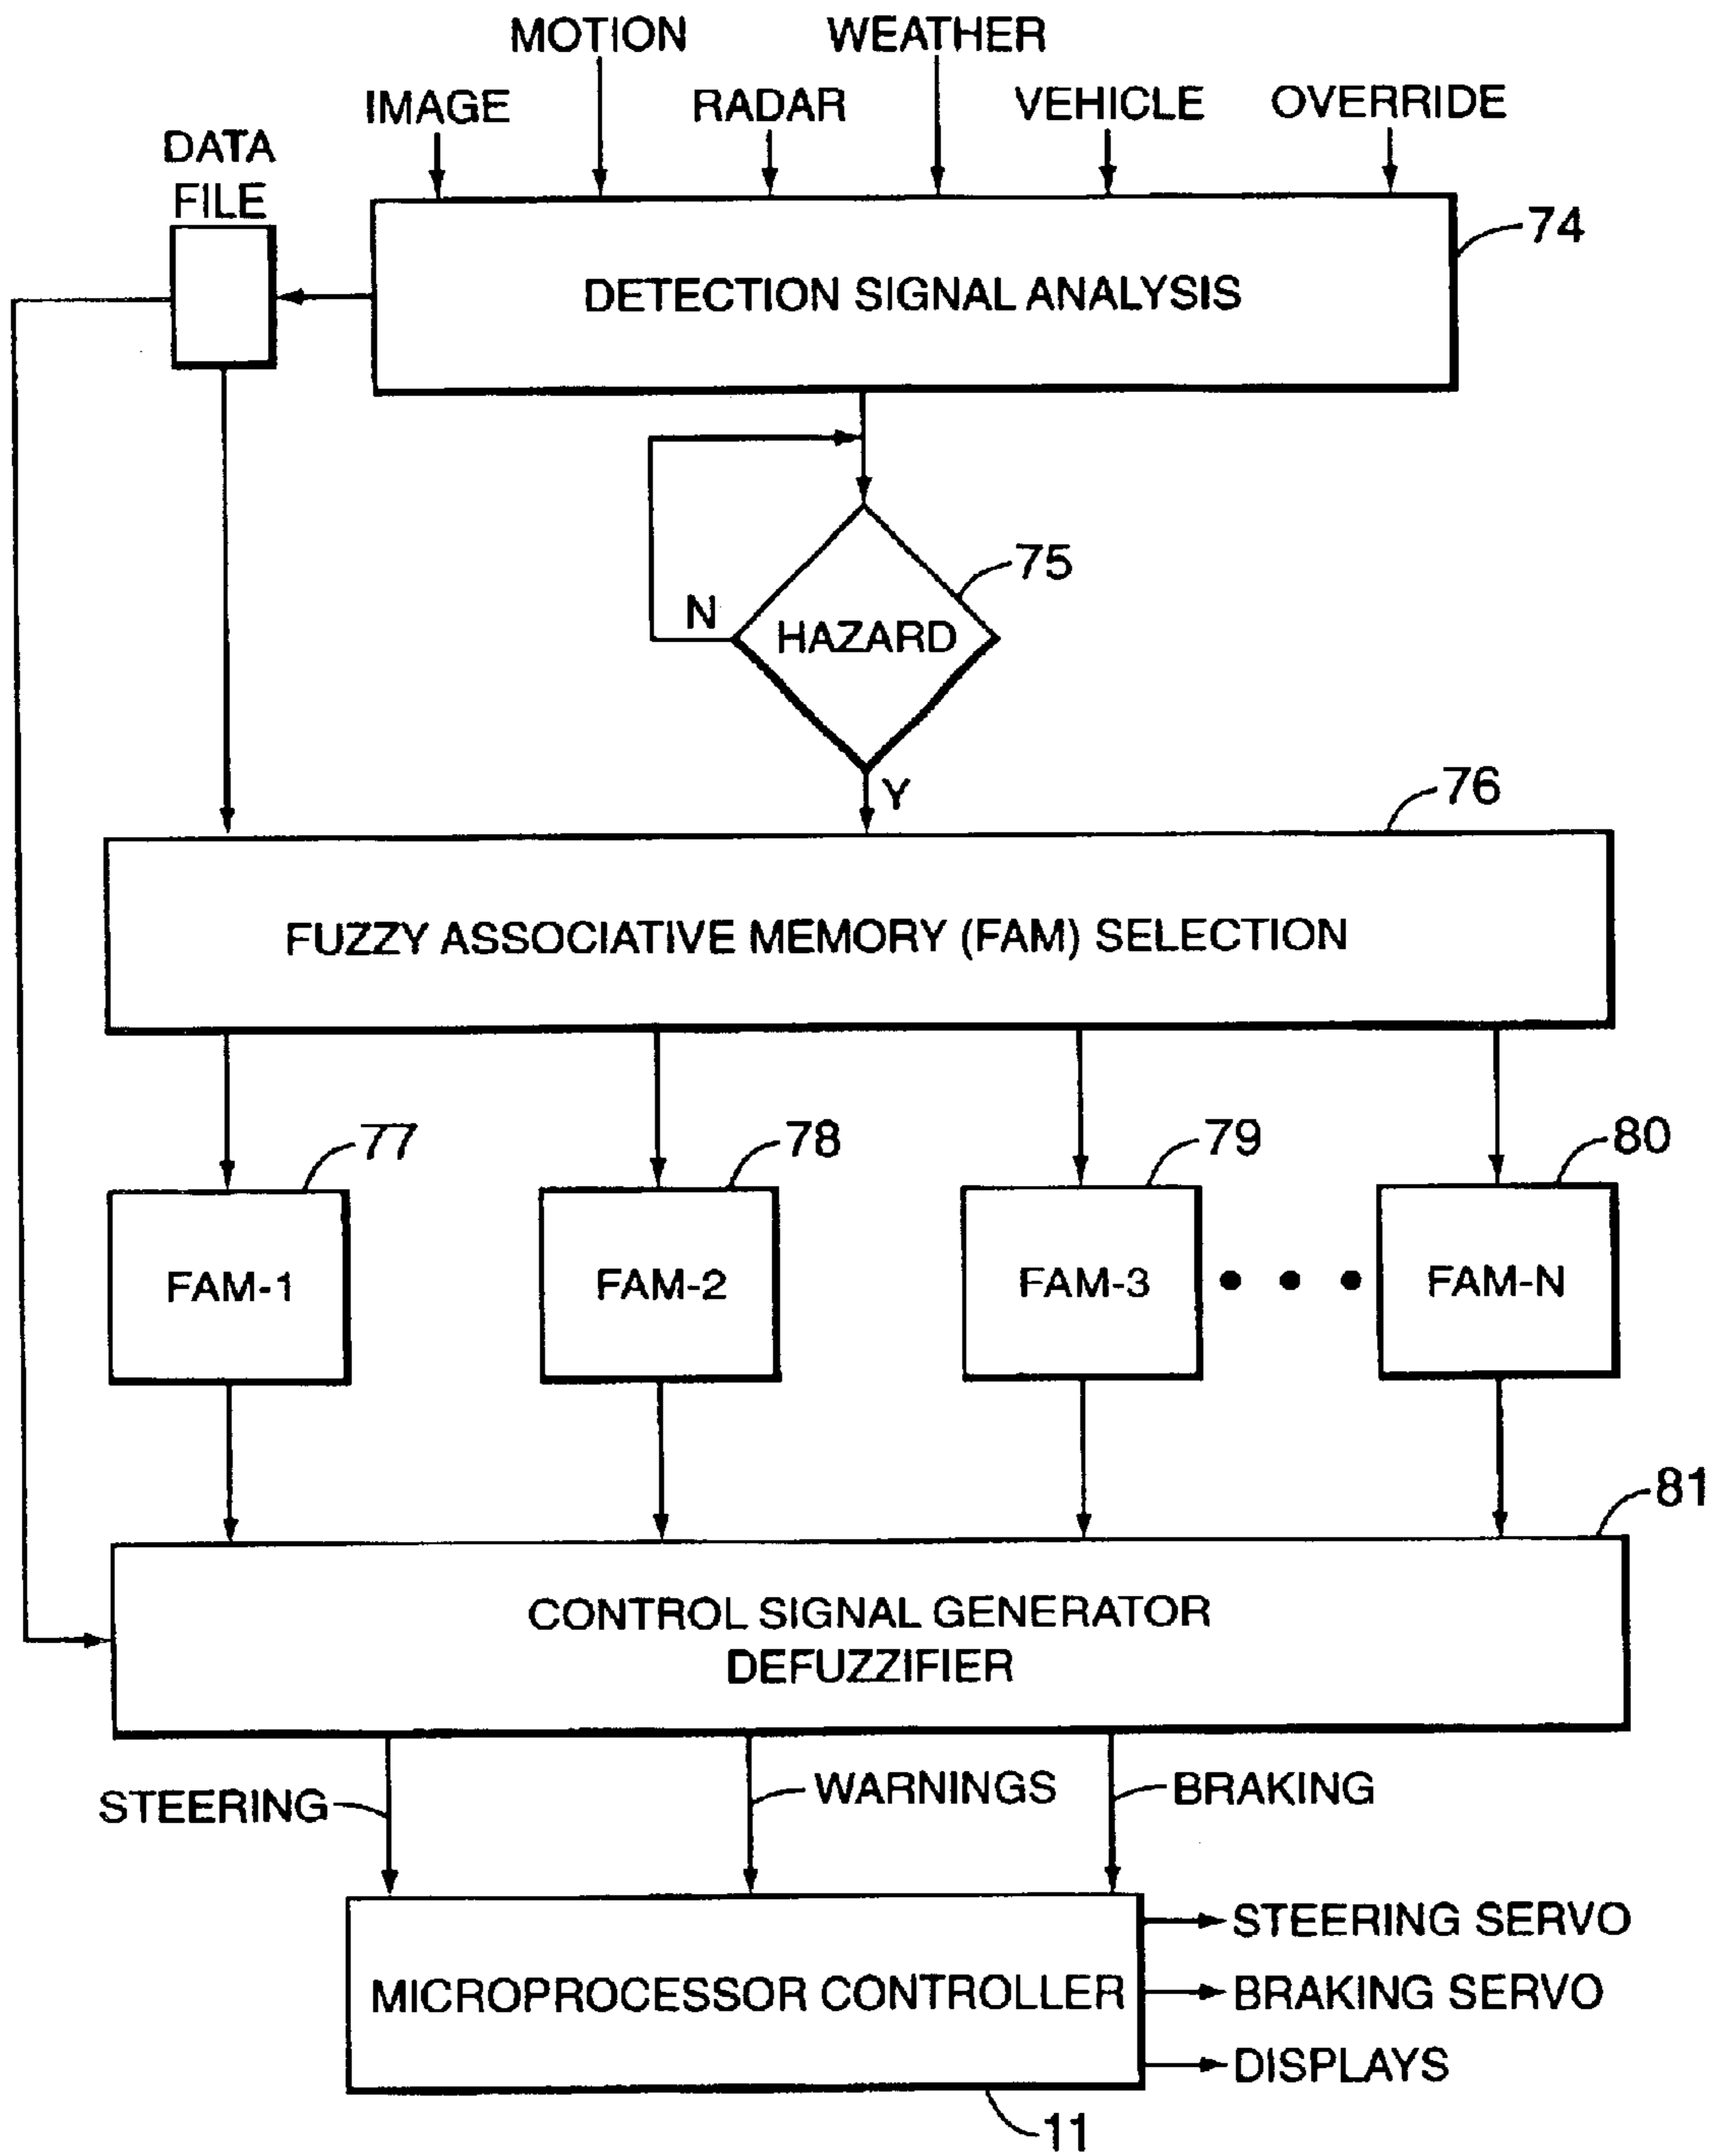 MOTION
WEATHER
IMAGE
RADAR
VEHICLE
OVERRIDE
DATA
FILE
74
DETECTION SIGNAL ANALYSIS
75
N
HAZARD
Y
76
FUZZY ASSOCIATIVE MEMORY (FAM) SELECTION
77
78
79
80
FAM-1
FAM-2
FAM-3
FAM-N
81
CONTROL SIGNAL GENERATOR
DEFUZZIFIER
STEERING
WARNINGS
BRAKING
STEERING SERVO
MICROPROCESSOR CONTROLLER
BRAKING SERVO
DISPLAYS
11